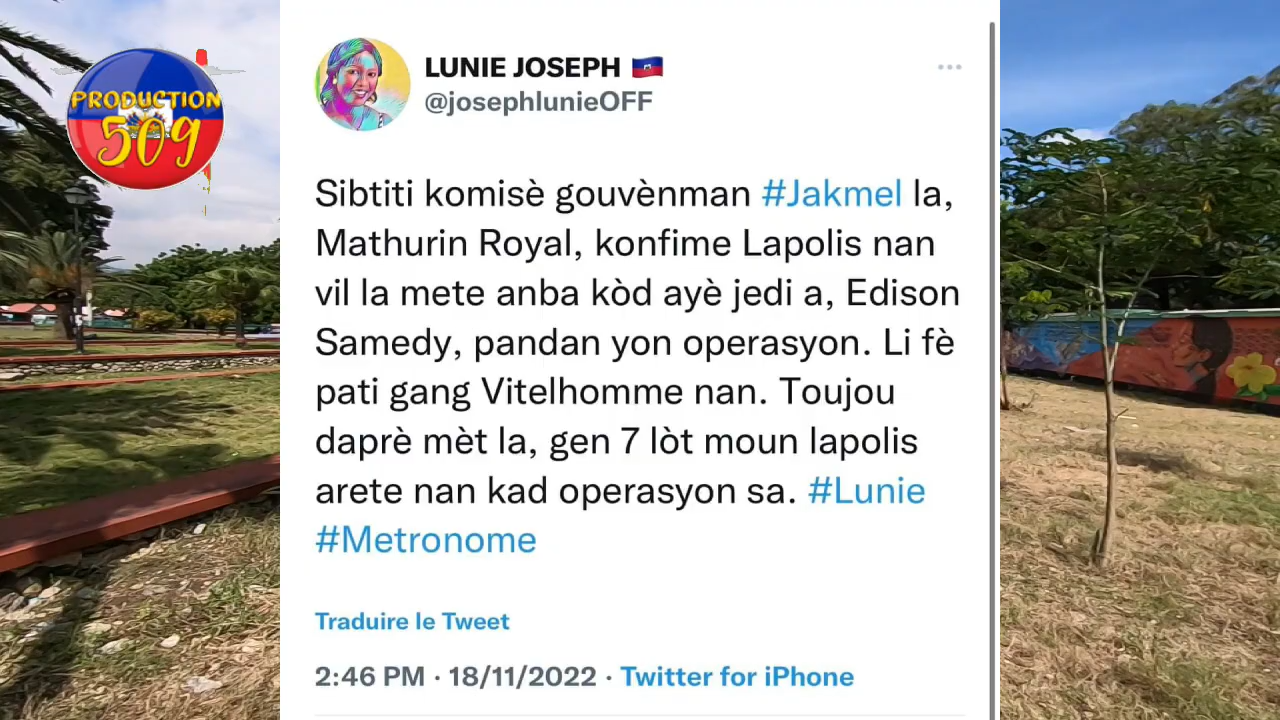 PRODUCTION
509
LUNIE JOSEPH
@josephlunieOFF
Sibtiti komisè gouvènman #Jakmel la,
Mathurin Royal, konfime Lapolis nan
vil la mete anba kòd ayè jedi a, Edison
Samedy, pandan yon operasyon. Li fè
pati gang Vitelhomme nan. Toujou
daprè mèt la, gen 7 lòt moun lapolis
arete nan kad operasyon sa. #Lunie
#Metronome
Traduire le Tweet
2:46 PM · 18/11/2022 · Twitter for iPhone